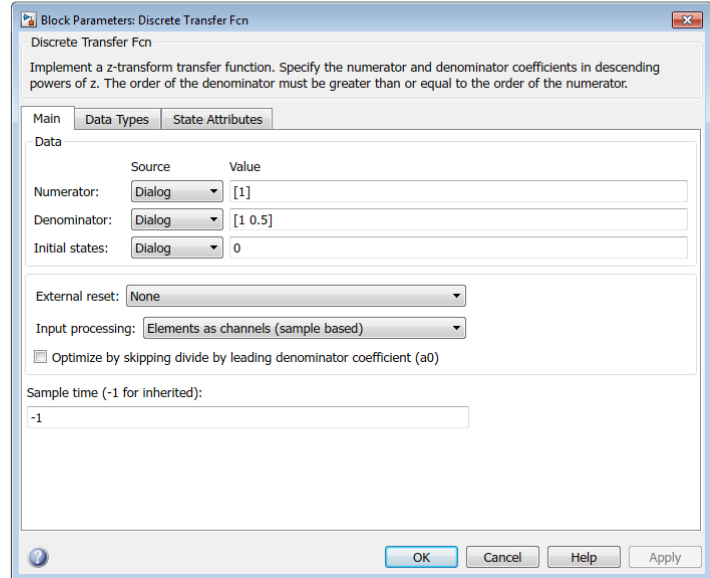 Block Parameters: Discrete Transfer Fcn
Discrete Transfer Fcn
Implement a z-transform transfer function. Specify the numerator and denominator coefficients in descending
powers of z. The order of the denominator must be greater than or equal to the order of the numerator.
Main Data Types State Attributes
Data
Source Value
Numerator: Dialog [1]
Denominator: Dialog [1 0.5]
Initial states: Dialog 0
External reset: None
Input processing: Elements as channels (sample based)
Optimize by skipping divide by leading denominator coefficient (a0)
Sample time (-1 for inherited):
-1
? OK Cancel Help Apply